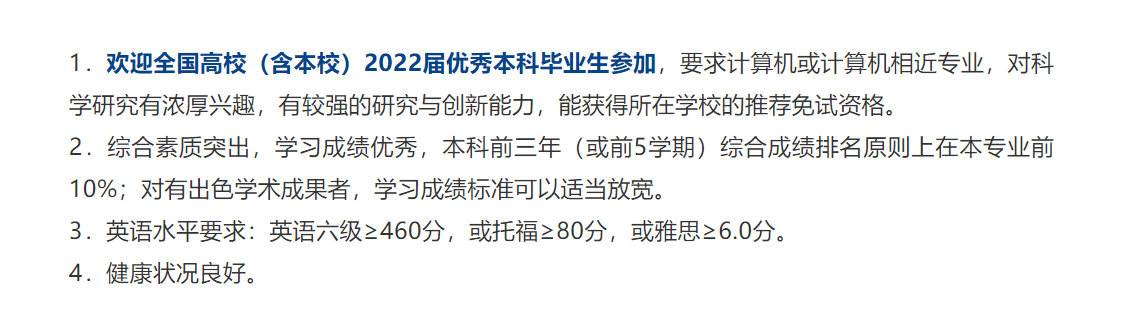 1．欢迎全国高校（含本校）2022届优秀本科毕业生参加，要求计算机或计算机相近专业，对科
学研究有浓厚兴趣，有较强的研究与创新能力，能获得所在学校的推荐免试资格。
2．综合素质突出，学习成绩优秀，本科前三年（或前5学期）综合成绩排名原则上在本专业前
10%；对有出色学术成果者，学习成绩标准可以适当放宽。
3．英语水平要求：英语六级≥460分，或托福≥80分，或雅思≥6.0分。
4．健康状况良好。